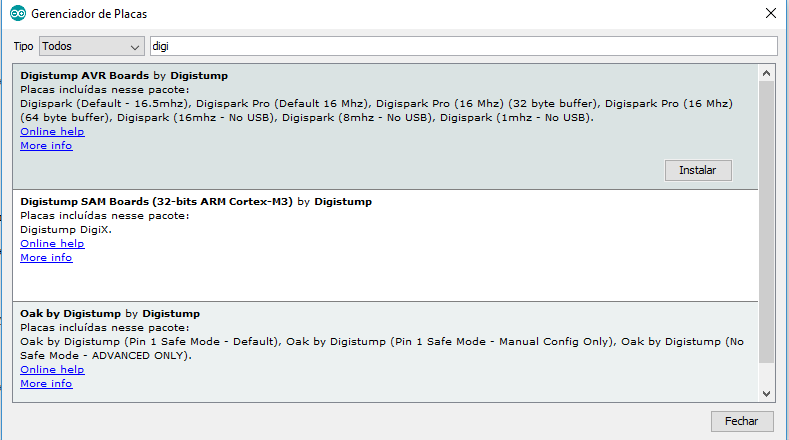 Gerenciador de Placas
Tipo Todos digi
Digistump AVR Boards by Digistump
Placas incluídas nesse pacote:
Digispark (Default - 16.5mhz), Digispark Pro (Default 16 Mhz), Digispark Pro (16 Mhz) (32 byte buffer), Digispark Pro (16 Mhz)
(64 byte buffer), Digispark (16mhz - No USB), Digispark (8mhz - No USB), Digispark (1mhz - No USB).
Online help
More info
Instalar
Digistump SAM Boards (32-bits ARM Cortex-M3) by Digistump
Placas incluídas nesse pacote:
Digistump DigiX.
Online help
More info
Oak by Digistump by Digistump
Placas incluídas nesse pacote:
Oak by Digistump (Pin 1 Safe Mode - Default), Oak by Digistump (Pin 1 Safe Mode - Manual Config Only), Oak by Digistump (No
Safe Mode - ADVANCED ONLY).
Online help
More info
Fechar